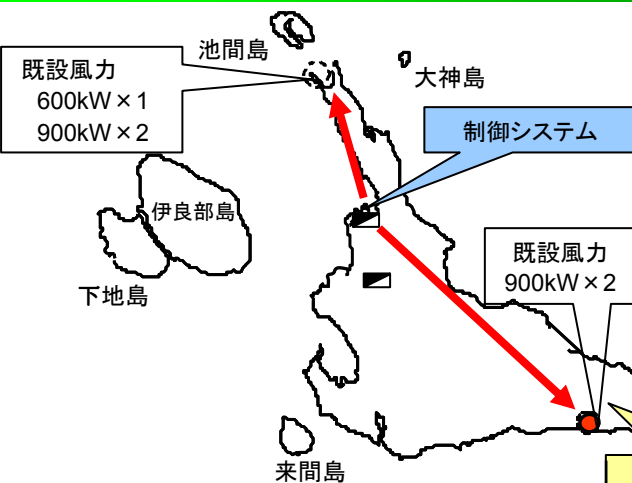 池間島
既設風力
600kW×1
900kW×2
大神島
制御システム
伊良部島
既設風力
900kW×2
下地島
来間島